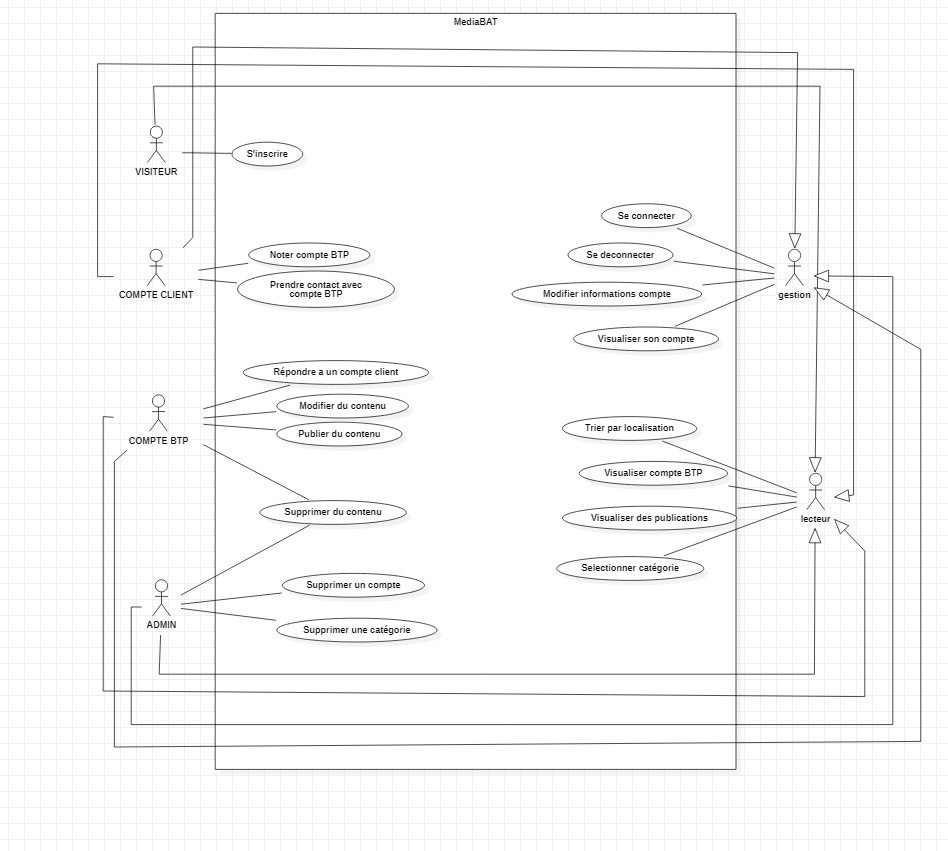 MediaBAT
VISITEUR
S'inscrire
COMPTE CLIENT
Noter compte BTP
Prendre contact avec
compte BTP
Se connecter
Se deconnecter
Modifier informations compte
Visualiser son compte
gestion
COMPTE BTP
Répondre a un compte client
Modifier du contenu
Publier du contenu
Supprimer du contenu
Trier par localisation
Visualiser compte BTP
Visualiser des publications
Selectionner catégorie
lecteur
ADMIN
Supprimer un compte
Supprimer une catégorie